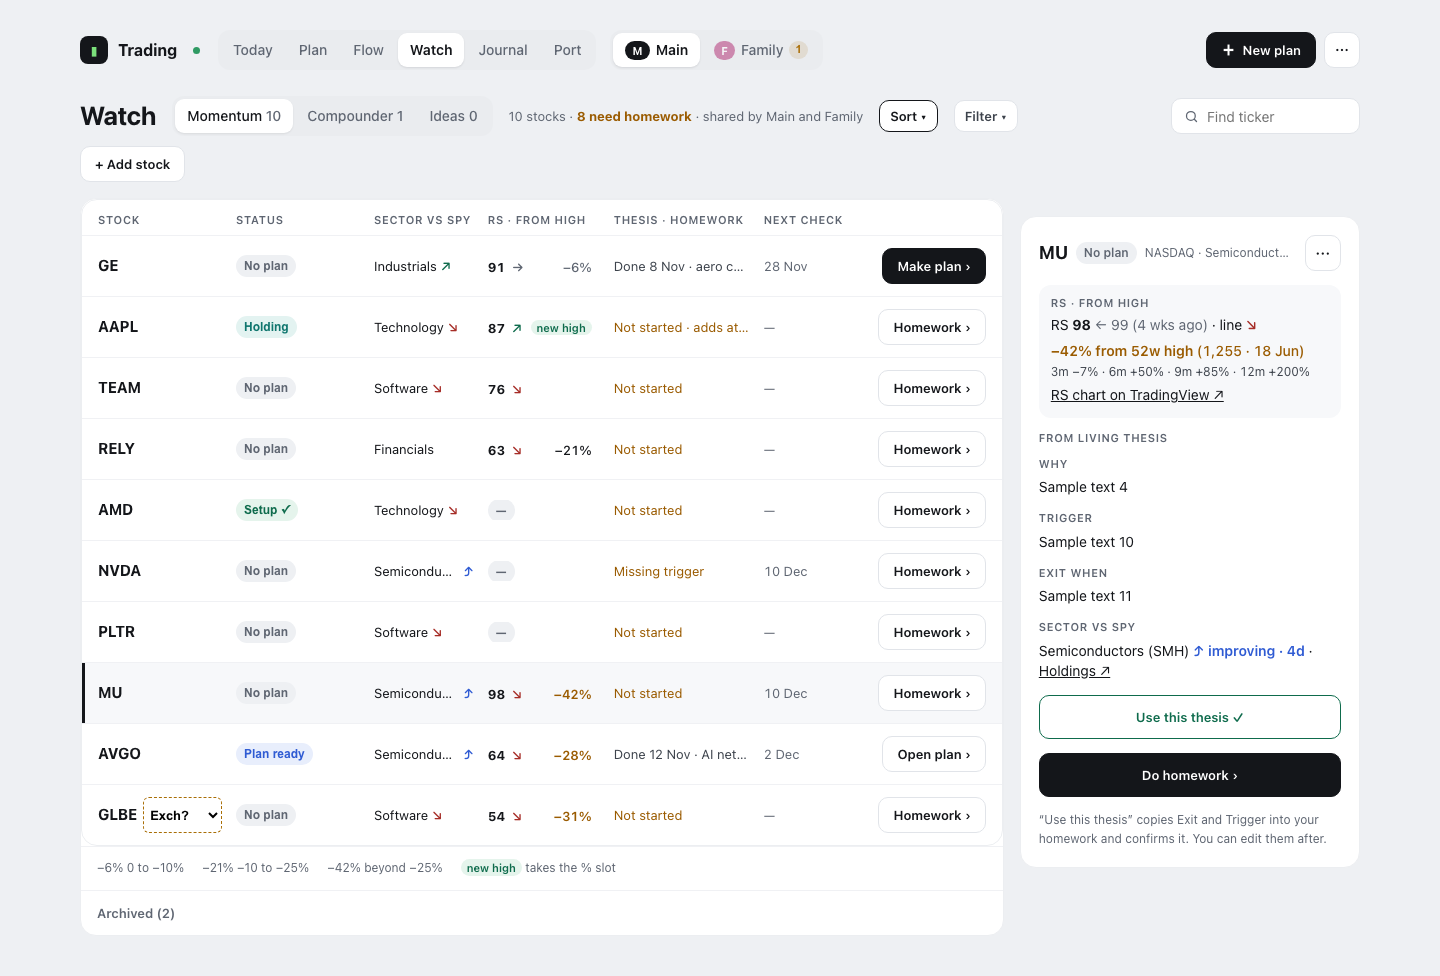 Trading Today Plan Flow Watch Journal Port M Main F Family 1 + New plan ···
Watch Momentum 10 Compounder 1 Ideas 0 10 stocks · 8 need homework · shared by Main and Family Sort ▾ Filter ▾ Find ticker
+ Add stock
STOCK STATUS SECTOR VS SPY RS · FROM HIGH THESIS · HOMEWORK NEXT CHECK
GE No plan Industrials ↗ 91 → −6% Done 8 Nov · aero c... 28 Nov Make plan ›
AAPL Holding Technology ↘ 87 ↗ new high Not started · adds at... — Homework ›
TEAM No plan Software ↘ 76 ↘ Not started — Homework ›
RELY No plan Financials 63 ↘ −21% Not started — Homework ›
AMD Setup ✓ Technology ↘ — Not started — Homework ›
NVDA No plan Semicondu... ⤴ — Missing trigger 10 Dec Homework ›
PLTR No plan Software ↘ — Not started — Homework ›
MU No plan Semicondu... ⤴ 98 ↘ −42% Not started 10 Dec Homework ›
AVGO Plan ready Semicondu... ⤴ 64 ↘ −28% Done 12 Nov · AI net... 2 Dec Open plan ›
GLBE Exch? No plan Software ↘ 54 ↘ −31% Not started — Homework ›
−6% 0 to −10% −21% −10 to −25% −42% beyond −25% new high takes the % slot
Archived (2)
MU No plan NASDAQ · Semiconduct... ···
RS · FROM HIGH
RS 98 ← 99 (4 wks ago) · line ↘
−42% from 52w high (1,255 · 18 Jun)
3m −7% · 6m +50% · 9m +85% · 12m +200%
RS chart on TradingView ↗
FROM LIVING THESIS
WHY
Sample text 4
TRIGGER
Sample text 10
EXIT WHEN
Sample text 11
SECTOR VS SPY
Semiconductors (SMH) ⤴ improving · 4d ·
Holdings ↗
Use this thesis ✓
Do homework ›
“Use this thesis” copies Exit and Trigger into your
homework and confirms it. You can edit them after.